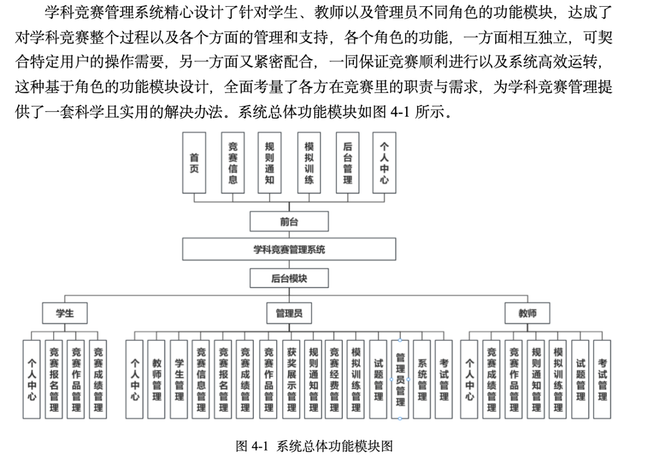 学科竞赛管理系统精心设计了针对学生、教师以及管理员不同角色的功能模块，达成了
对学科竞赛整个过程以及各个方面的管理和支持，各个角色的功能，一方面相互独立，可契
合特定用户的操作需要，另一方面又紧密配合，一同保证竞赛顺利进行以及系统高效运转，
这种基于角色的功能模块设计，全面考量了各方在竞赛里的职责与需求，为学科竞赛管理提
供了一套科学且实用的解决办法。系统总体功能模块如图 4-1 所示。
首页
竞赛信息
规则通知
模拟训练
后台管理
个人中心
前台
学科竞赛管理系统
后台模块
学生
管理员
教师
个人中心
竞赛报名管理
竞赛作品管理
竞赛成绩管理
个人中心
教师管理
学生管理
竞赛信息管理
竞赛报名管理
竞赛成绩管理
竞赛作品管理
获奖展示管理
规则通知管理
竞赛经费管理
模拟训练管理
试题管理
管理员管理
系统管理
考试管理
个人中心
竞赛成绩管理
竞赛作品管理
规则通知管理
模拟训练管理
试题管理
考试管理
图 4-1 系统总体功能模块图